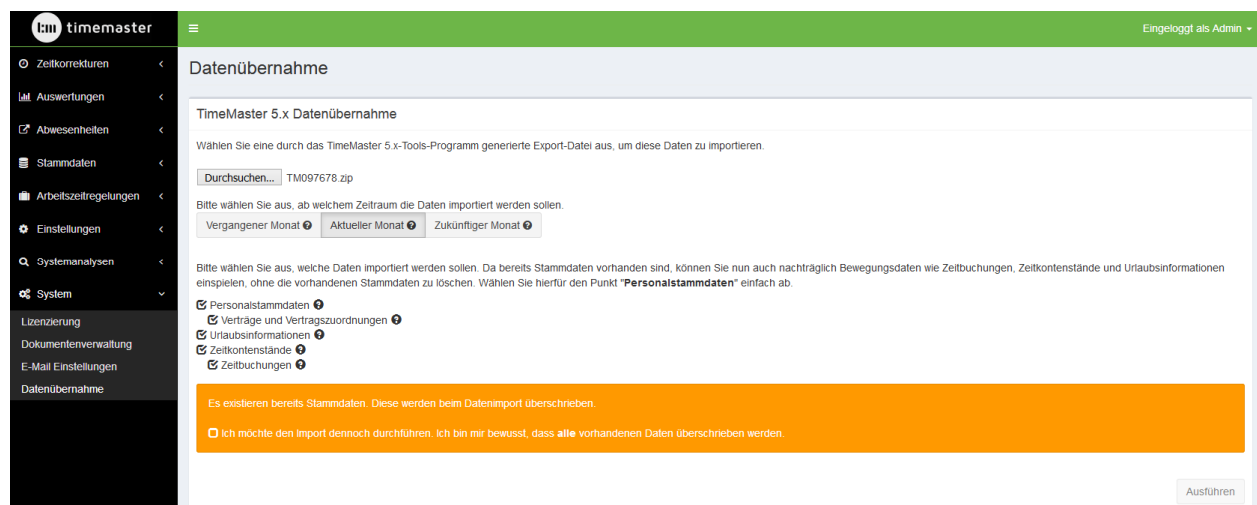 timemaster
Eingeloggt als Admin
Zeitkorrekturen
Auswertungen
Abwesenheiten
Stammdaten
Arbeitszeitregelungen
Einstellungen
Systemanalysen
System
Lizenzierung
Dokumentenverwaltung
E-Mail Einstellungen
Datenübernahme
Datenübernahme
TimeMaster 5.x Datenübernahme
Wählen Sie eine durch das TimeMaster 5.x-Tools-Programm generierte Export-Datei aus, um diese Daten zu importieren.
Durchsuchen... TM097678.zip
Bitte wählen Sie aus, ab welchem Zeitraum die Daten importiert werden sollen.
Vergangener Monat ? Aktueller Monat ? Zukünftiger Monat ?
Bitte wählen Sie aus, welche Daten importiert werden sollen. Da bereits Stammdaten vorhanden sind, können Sie nun auch nachträglich Bewegungsdaten wie Zeitbuchungen, Zeitkontenstände und Urlaubsinformationen
einspielen, ohne die vorhandenen Stammdaten zu löschen. Wählen Sie hierfür den Punkt "Personalstammdaten" einfach ab.
Personalstammdaten ?
Verträge und Vertragszuordnungen ?
Urlaubsinformationen ?
Zeitkontenstände ?
Zeitbuchungen ?
Es existieren bereits Stammdaten. Diese werden beim Datenimport überschrieben.
Ich möchte den Import dennoch durchführen. Ich bin mir bewusst, dass alle vorhandenen Daten überschrieben werden.
Ausführen